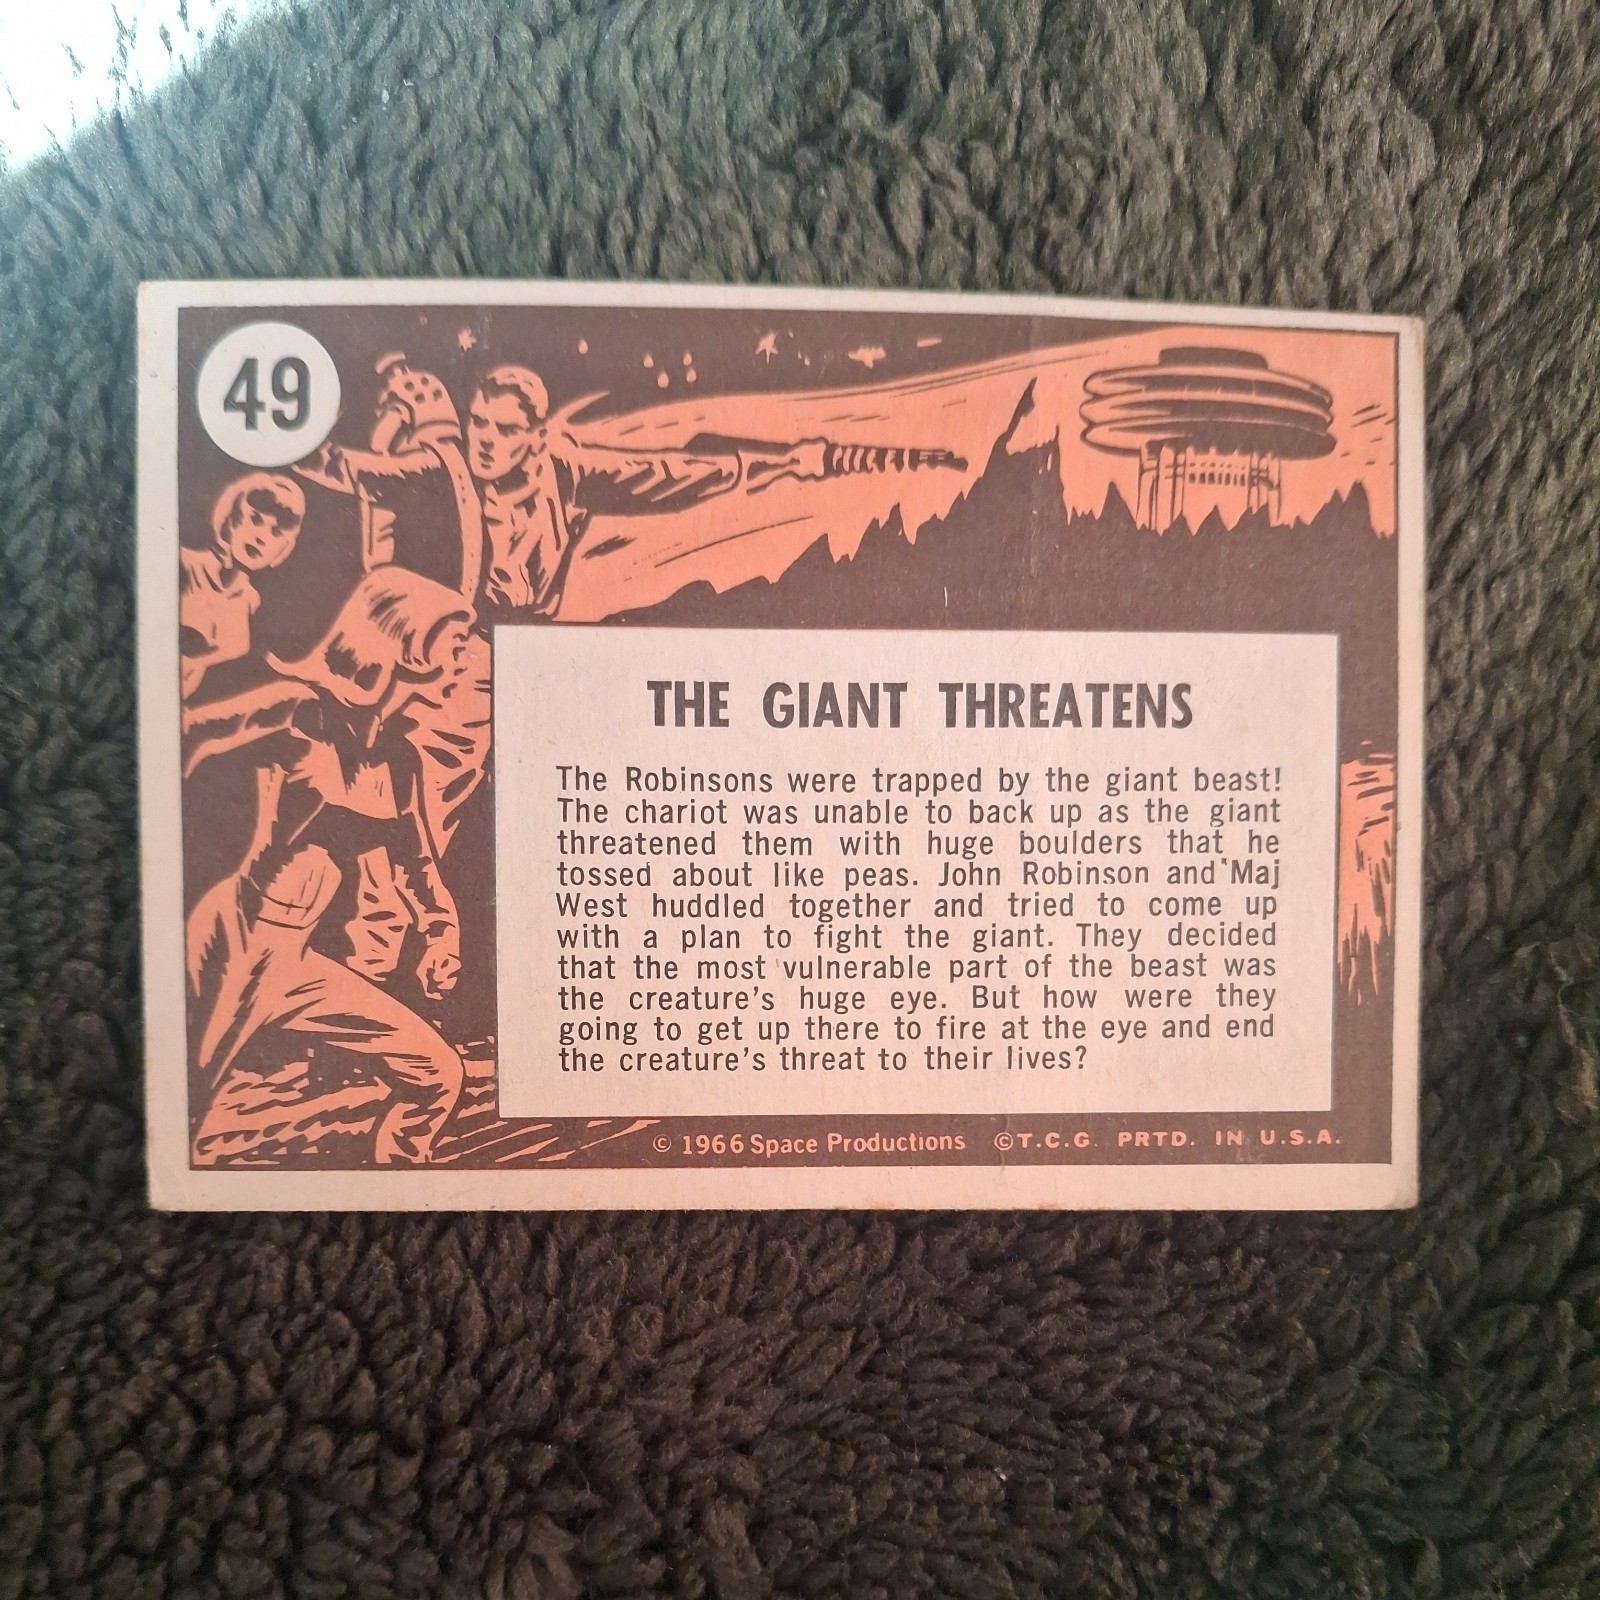 49
THE GIANT THREATENS
The Robinsons were trapped by the giant beast!
The chariot was unable to back up as the giant
threatened them with huge boulders that he
tossed about like peas. John Robinson and Maj
West huddled together and tried to come up
with a plan to fight the giant. They decided
that the most vulnerable part of the beast was
the creature's huge eye. But how were they
going to get up there to fire at the eye and end
the creature's threat to their lives?
© 1966 Space Productions ©T.C.G. PRTD. IN U.S.A.